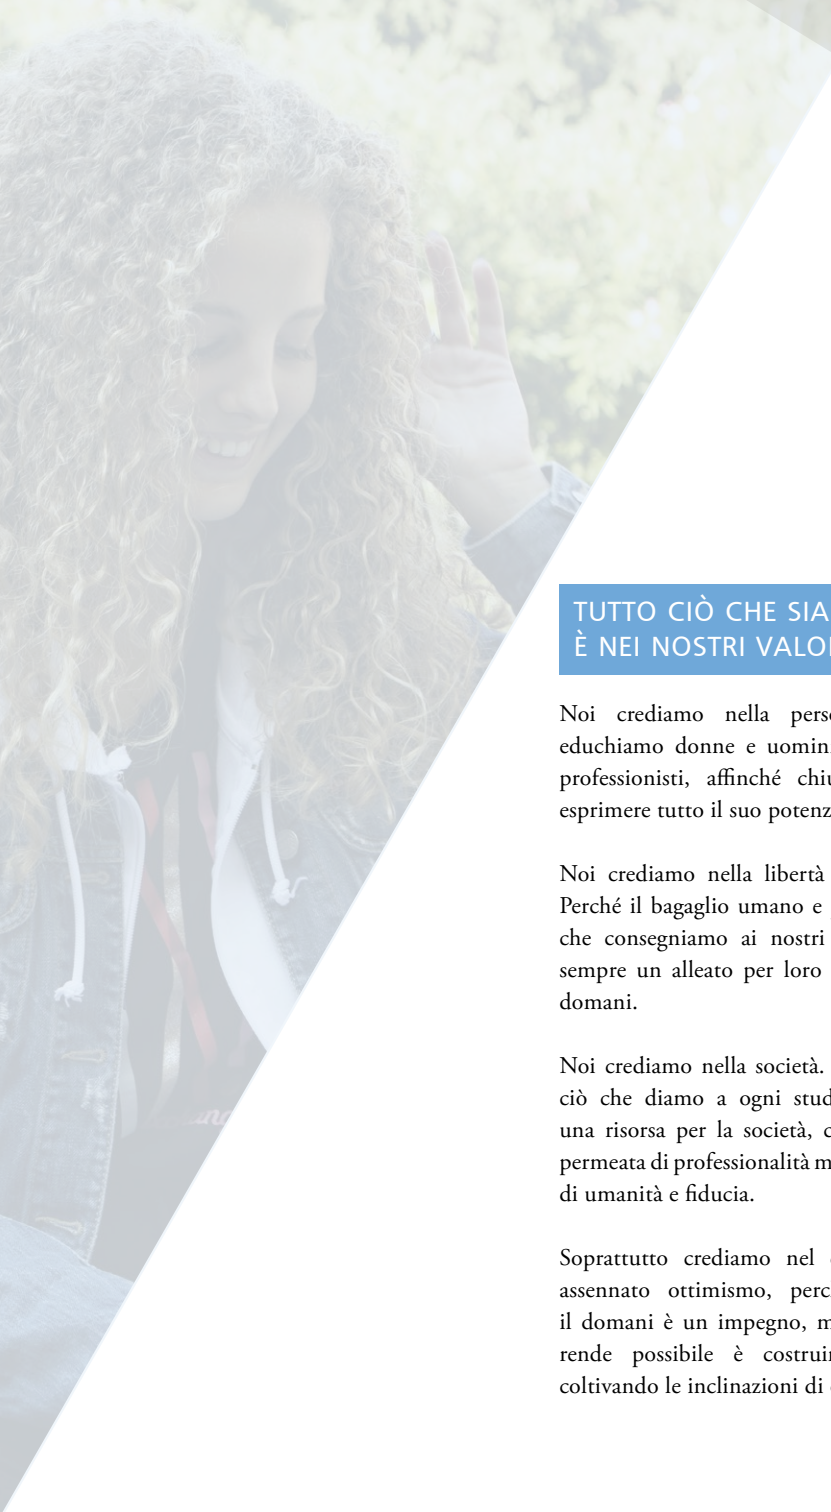 TUTTO CIÒ CHE SIA
È NEI NOSTRI VALO
Noi crediamo nella pers
educhiamo donne e uomin
professionisti, affinché chi
esprimere tutto il suo potenz
Noi crediamo nella libertà
Perché il bagaglio umano e
che consegniamo ai nostri
sempre un alleato per loro
domani.
Noi crediamo nella società.
ciò che diamo a ogni stud
una risorsa per la società, c
permeata di professionalità m
di umanità e fiducia.
Soprattutto crediamo nel
assennato ottimismo, perc
il domani è un impegno, m
rende possibile è costruir
coltivando le inclinazioni di